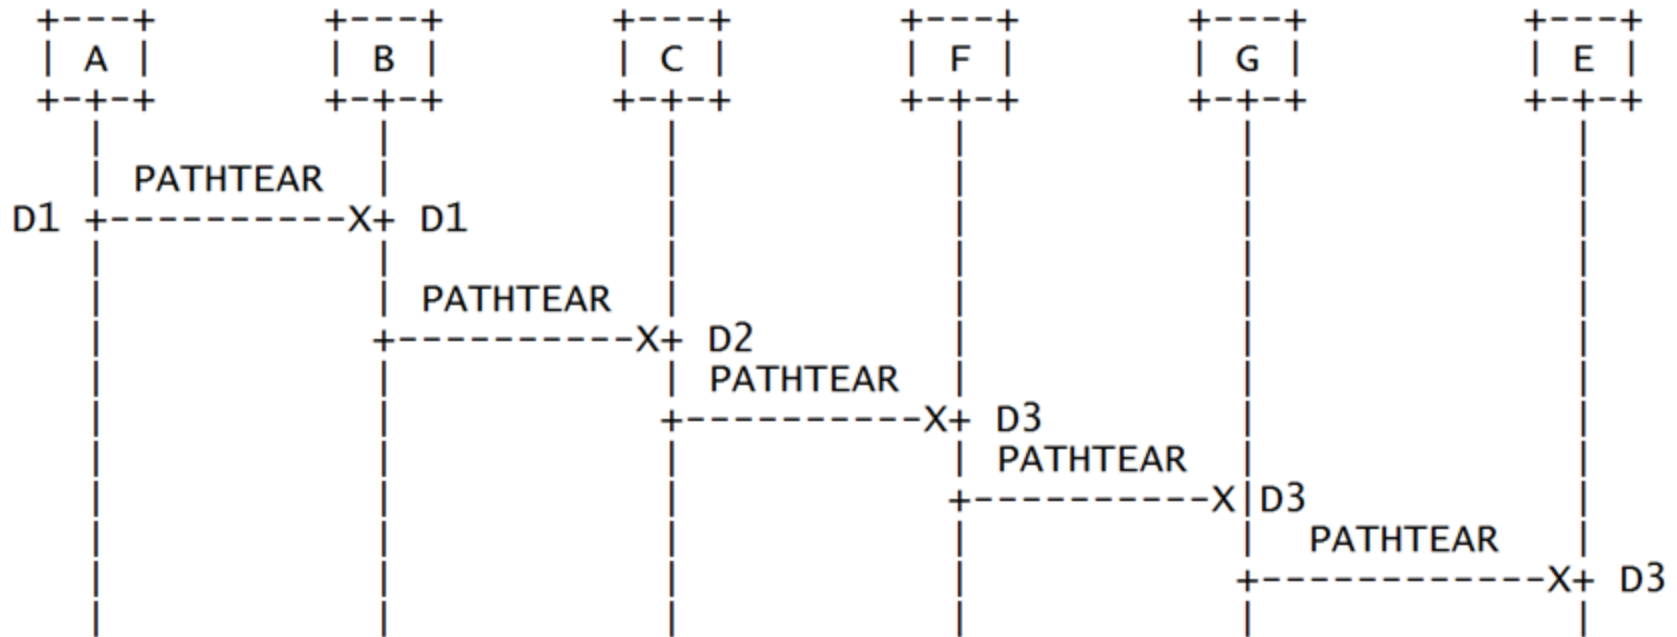 +---+ +---+ +---+ +---+ +---+ +---+
| A | | B | | C | | F | | G | | E |
+-+-+ +-+-+ +-+-+ +-+-+ +-+-+ +-+-+
PATHTEAR
D1 +----------X+ D1
PATHTEAR
+----------X+ D2
PATHTEAR
+----------X+ D3
PATHTEAR
+----------X|D3
PATHTEAR
+------------X+ D3